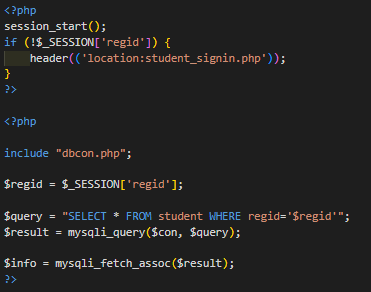 <?php
session_start();
if (!$_SESSION['regid']) {
    header(('location:student_signin.php'));
}
?>
<?php
include "dbcon.php";
$regid = $_SESSION['regid'];
$query = "SELECT * FROM student WHERE regid='$regid'";
$result = mysqli_query($con, $query);
$info = mysqli_fetch_assoc($result);
?>